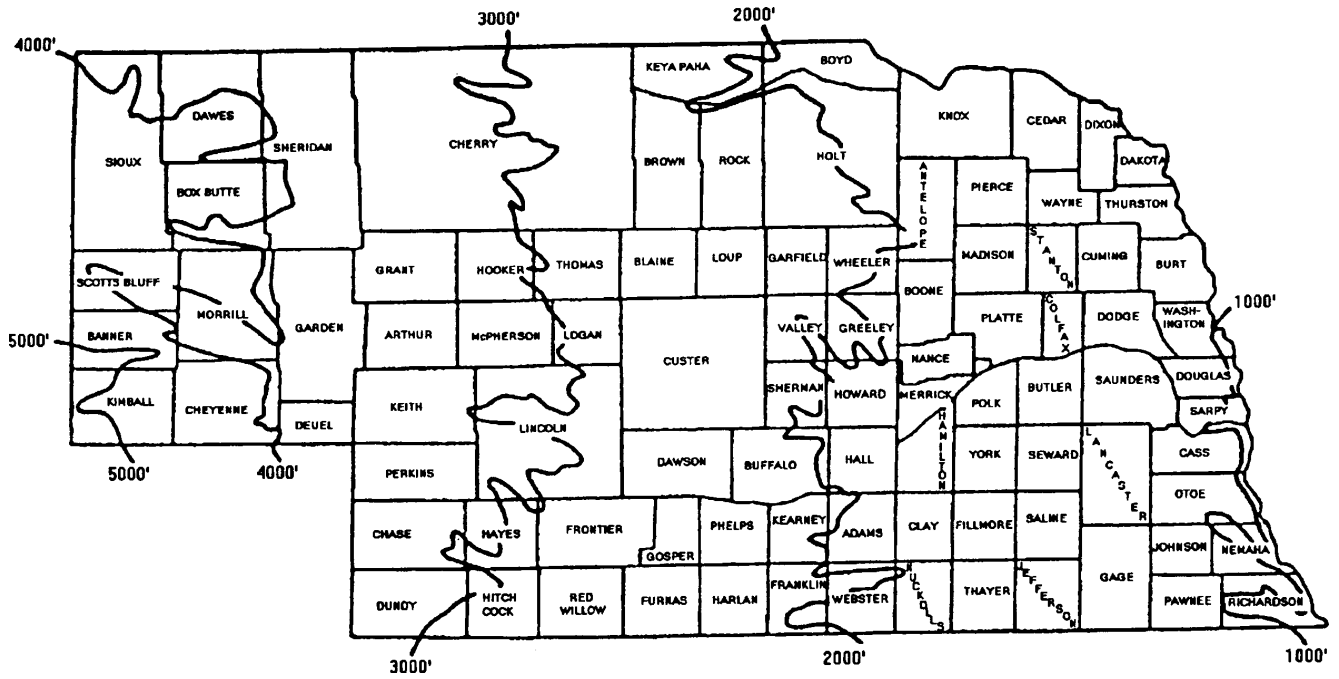 3000'
2000'
4000'
KEYA PAHA
BOYD
DAWES
SIOUX
SHERIDAN
CHERRY
BROWN
ROCK
HOLT
KNOX
CEDAR
DIXON
DAKOTA
BOX BUTTE
ANTELOPE
PIERCE
WAYNE
THURSTON
SCOTTS BLUFF
MORRILL
GRANT
HOOKER
THOMAS
BLAINE
LOUP
GARFIELD
WHEELER
MADISON
STANTON
CUMING
BURT
BOONE
1000'
BANNER
5000'
GARDEN
ARTHUR
McPHERSON
LOGAN
CUSTER
VALLEY
GREELEY
NANCE
PLATTE
COLFAX
DODGE
WASH-
INGTON
KIMBALL
CHEYENNE
DEUEL
KEITH
LINCOLN
SHERMAN
HOWARD
MERRICK
POLK
BUTLER
SAUNDERS
DOUGLAS
SARPY
5000'
4000'
PERKINS
DAWSON
BUFFALO
HALL
HAMILTON
YORK
SEWARD
LANCASTER
CASS
OTOE
CHASE
HAYES
FRONTIER
GOSPER
PHELPS
KEARNEY
ADAMS
CLAY
FILLMORE
SALINE
JOHNSON
NEMAHA
DUNDY
HITCH
COCK
RED
WILLOW
FURNAS
HARLAN
FRANKLIN
WEBSTER
NUCKOLLS
THAYER
JEFFERSON
GAGE
PAWNEE
RICHARDSON
3000'
2000'
1000'